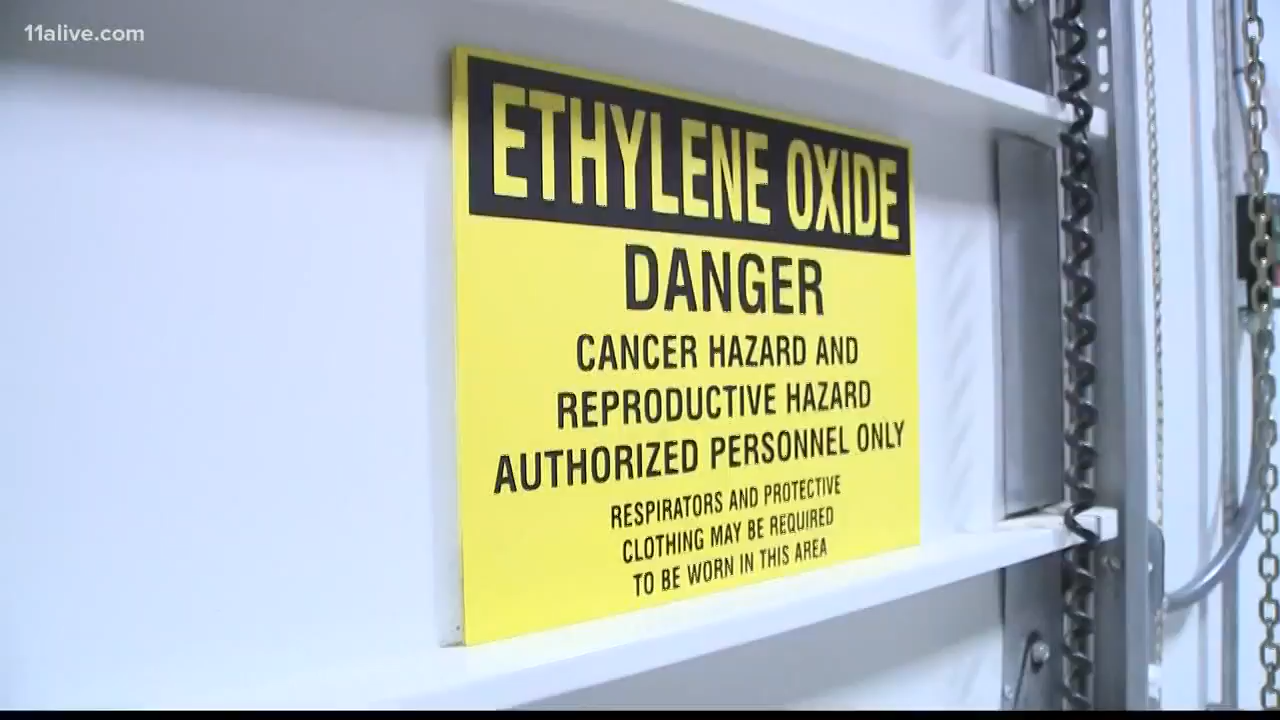 11alive.com
ETHYLENE OXIDE
DANGER
CANCER HAZARD AND
REPRODUCTIVE HAZARD
AUTHORIZED PERSONNEL ONLY
RESPIRATORS AND PROTECTIVE
CLOTHING MAY BE REQUIRED
TO BE WORN IN THIS AREA